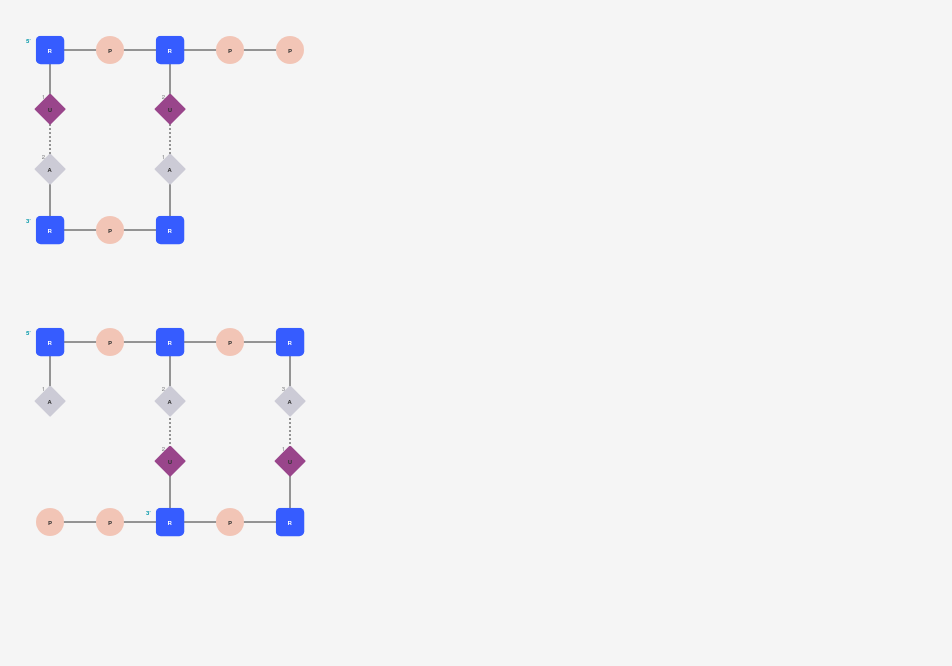 5'
R P R P P
1 2
U U
2 1
A A
3'
R P R
5'
R P R P R
1 2 3
A A A
2 1
U U
3'
P P R P R